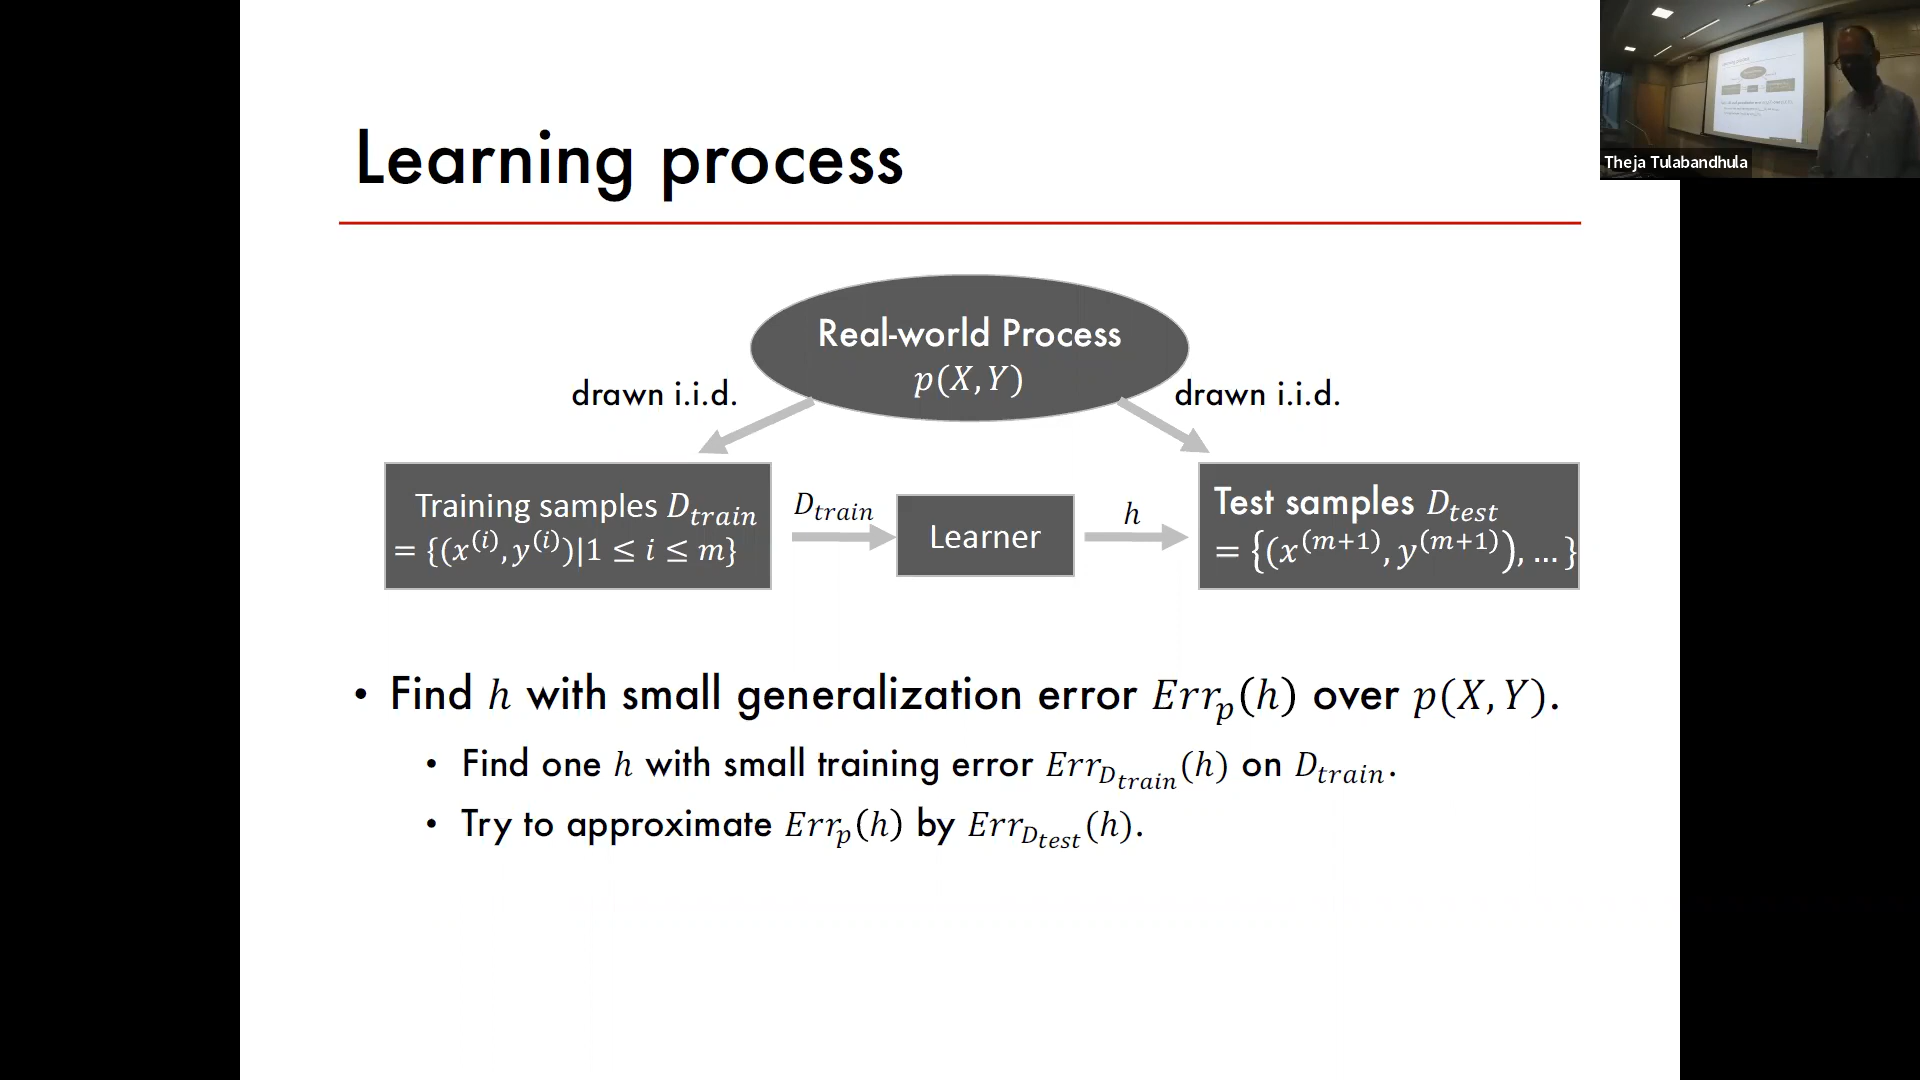 Learning process
Theja Tulabandhula
Real-world Process
p(X, Y)
drawn i.i.d.
drawn i.i.d.
Training samples D_train
= {(x^(i), y^(i))|1 ≤ i ≤ m}
D_train
Learner
h
Test samples D_test
= {(x^(m+1), y^(m+1)), … }
• Find h with small generalization error Err_p(h) over p(X, Y).
• Find one h with small training error Err_D_train(h) on D_train.
• Try to approximate Err_p(h) by Err_D_test(h).